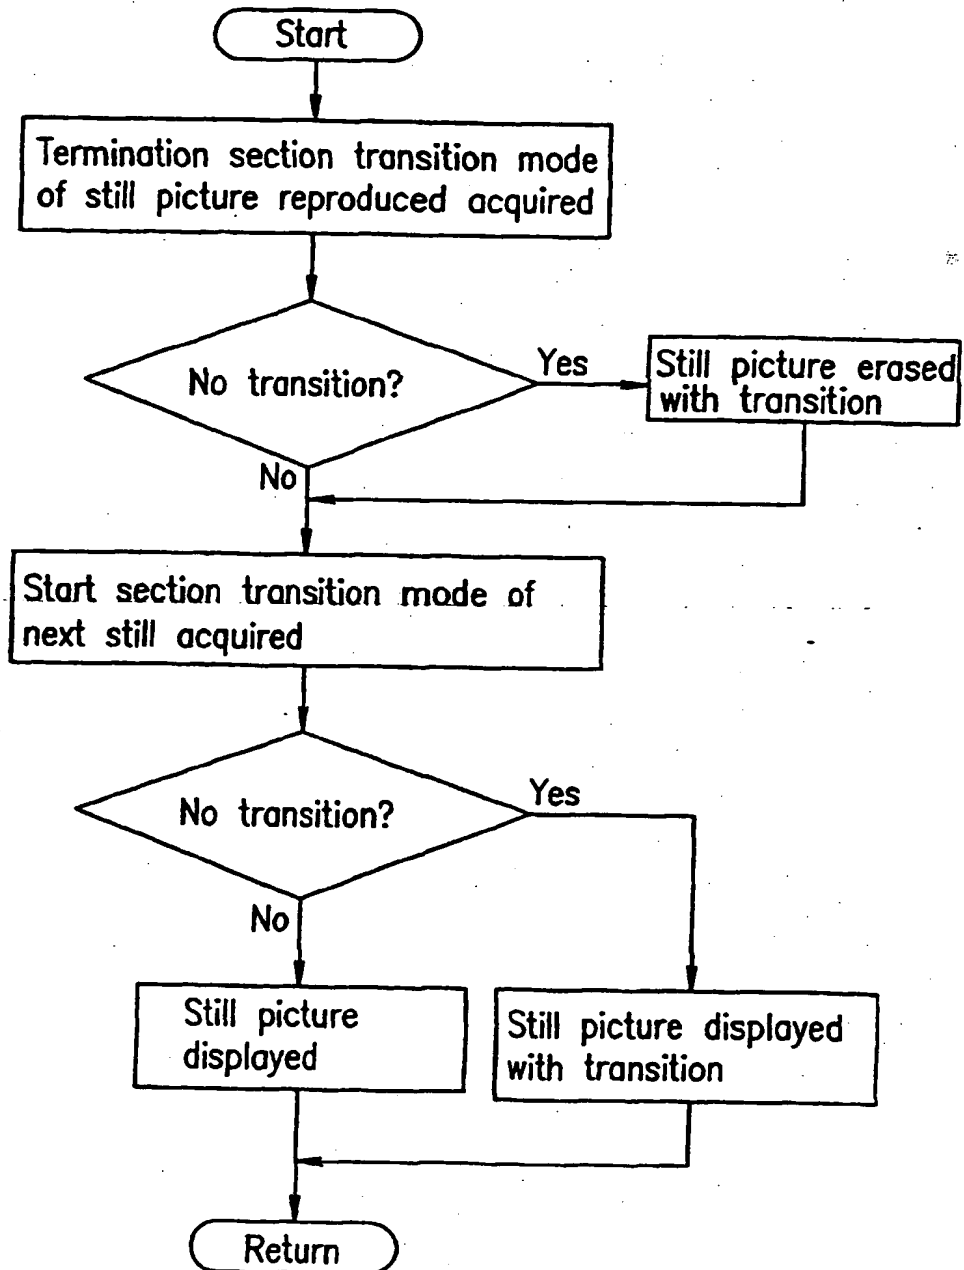 Start
Termination section transition mode
of still picture reproduced acquired
No transition?
Yes
Still picture erased
with transition
No
Start section transition mode of
next still acquired
No transition?
Yes
No
Still picture
displayed
Still picture displayed
with transition
Return